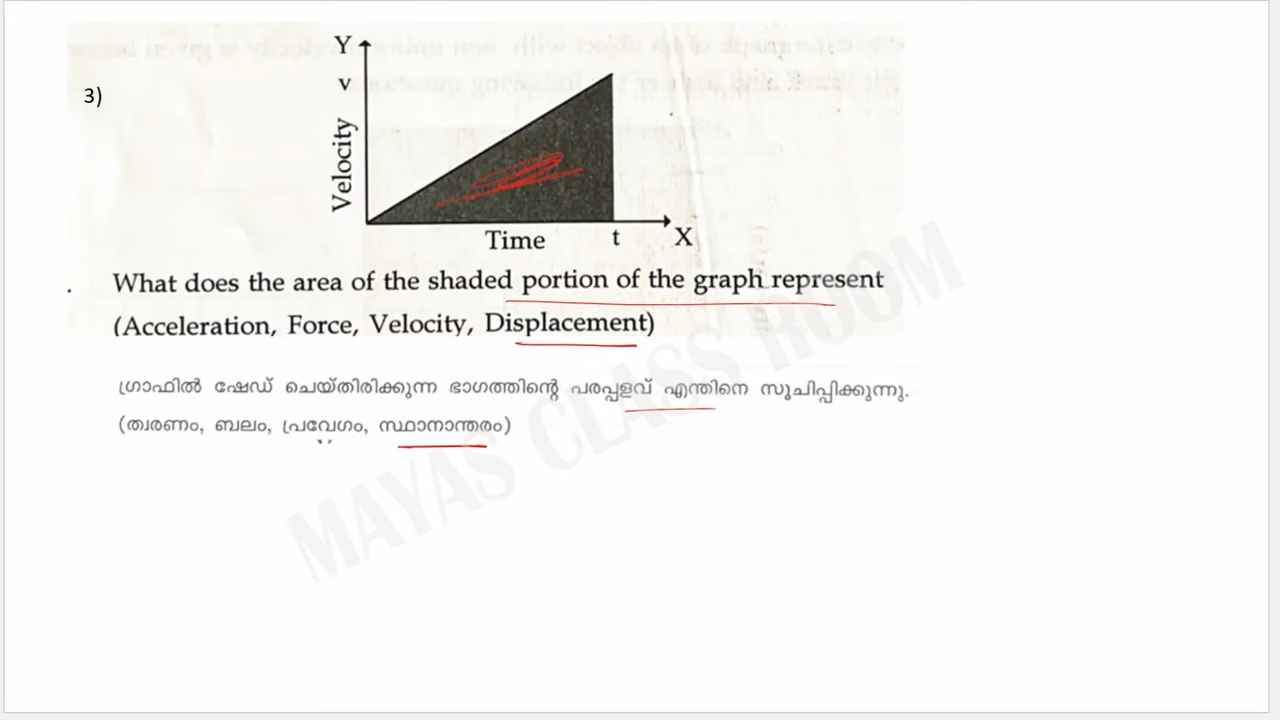 3)
Y
v
Velocity
Time t X
. What does the area of the shaded portion of the graph represent
(Acceleration, Force, Velocity, Displacement)
ഗ്രാഫിൽ ഷേഡ് ചെയ്തിരിക്കുന്ന ഭാഗത്തിന്റെ പരപ്പളവ് എന്തിനെ സൂചിപ്പിക്കുന്നു.
(ത്വരണം, ബലം, പ്രവേഗം, സ്ഥാനാന്തരം)
MAYAS CLASS ROOM